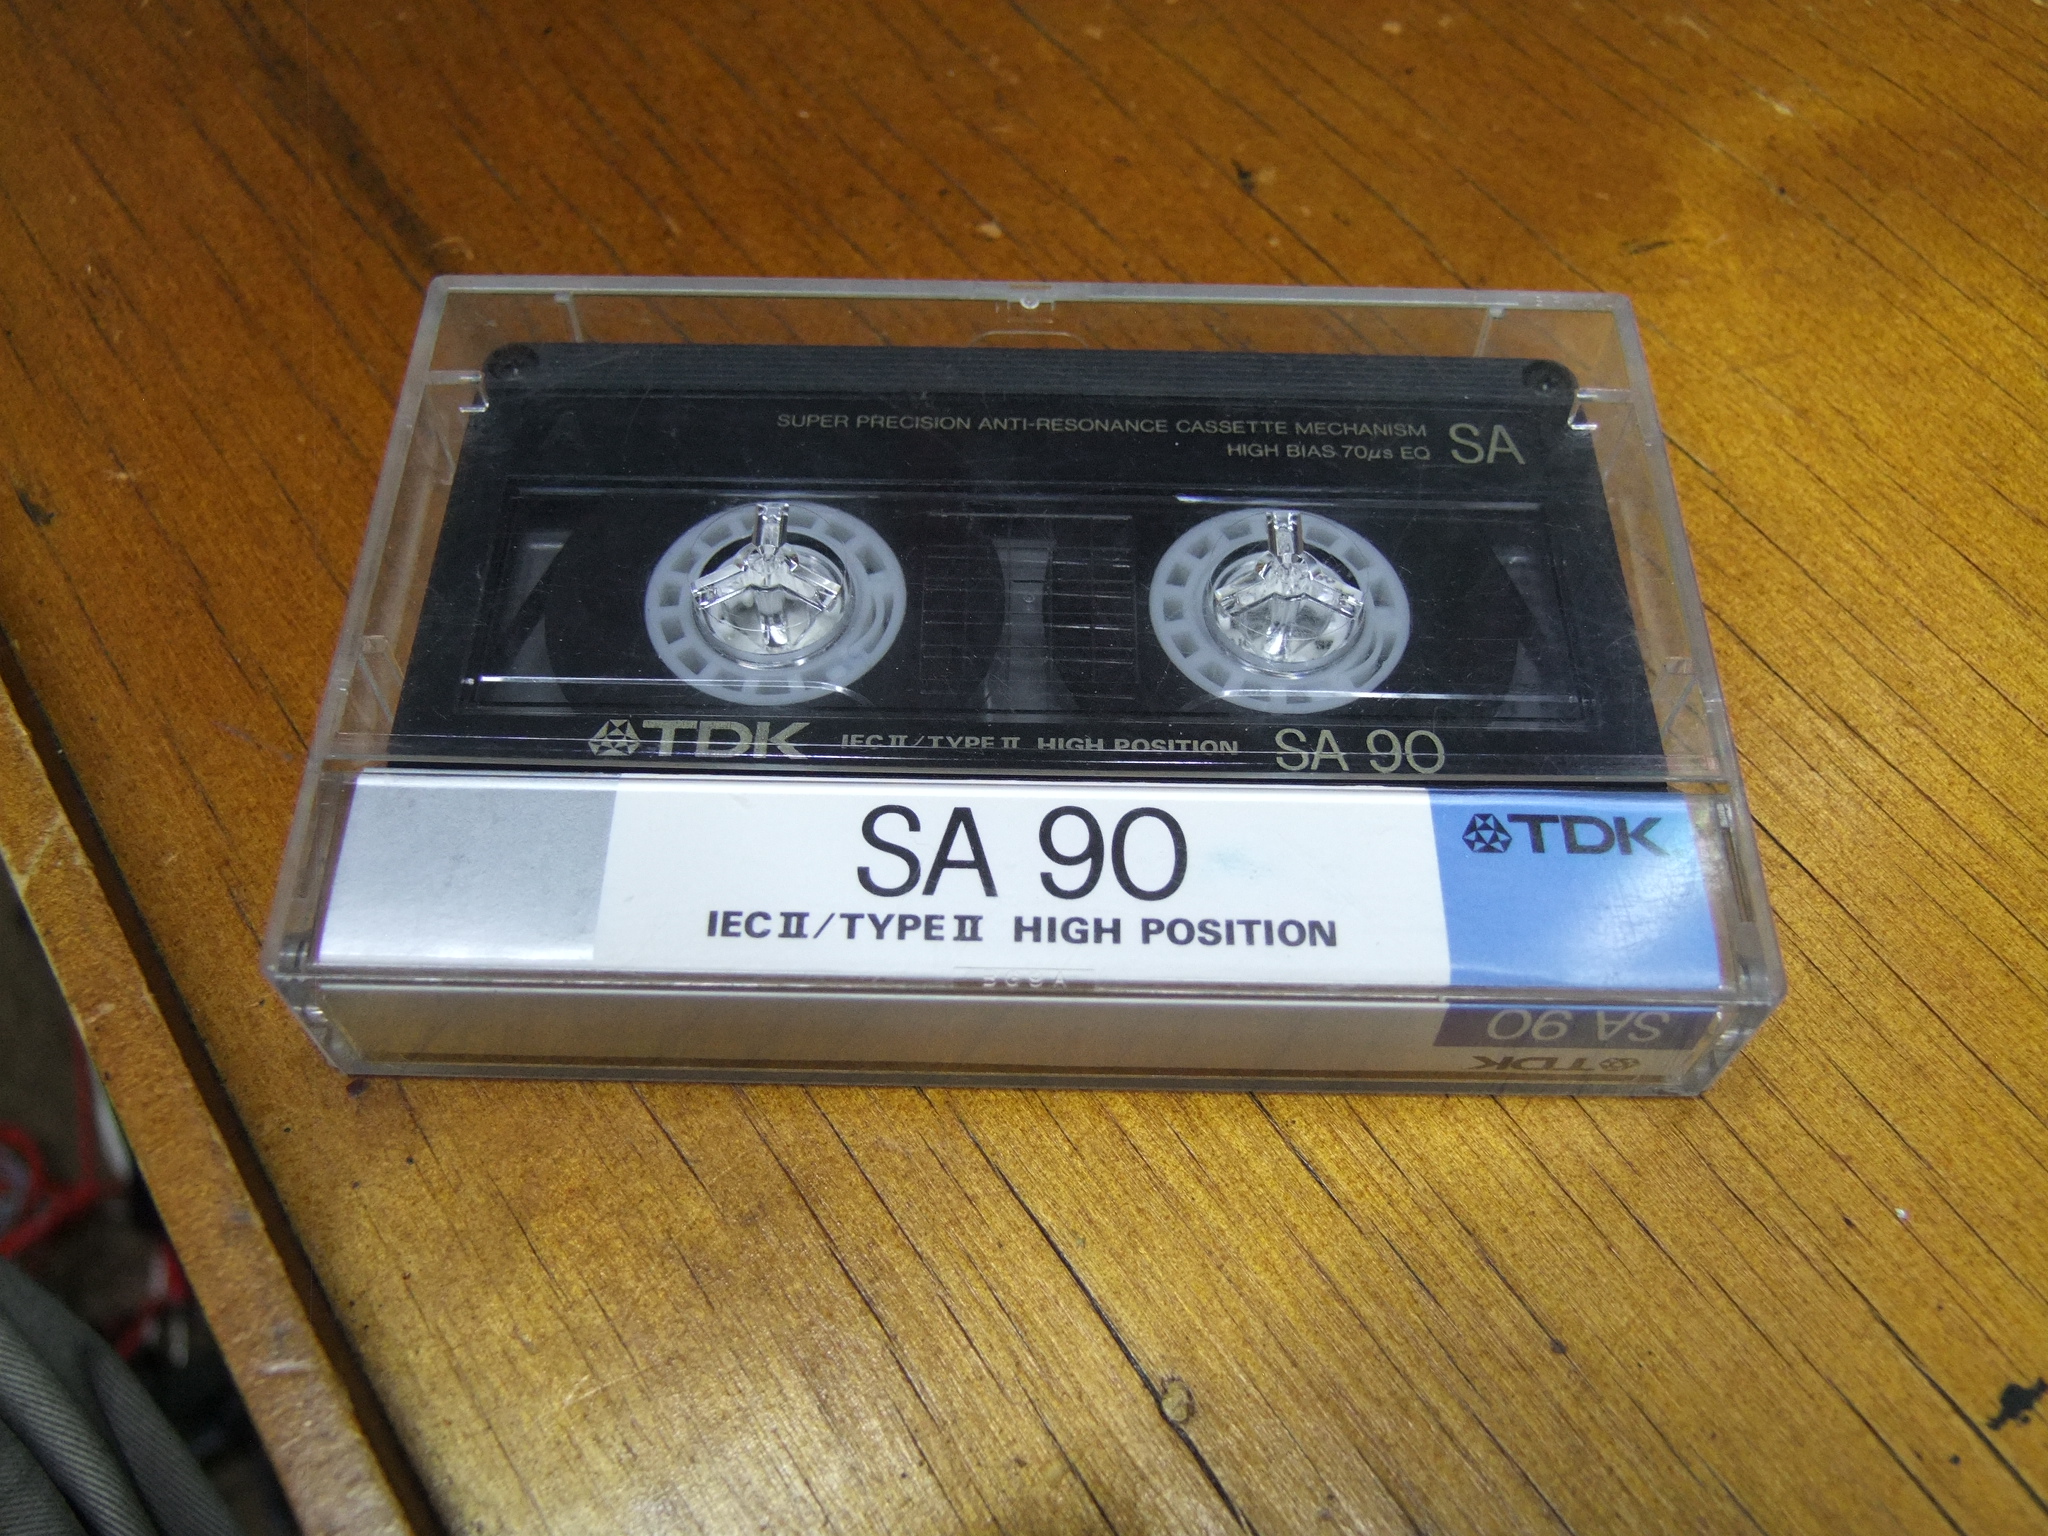 SUPER PRECISION ANTI-RESONANCE CASSETTE MECHANISM SA
HIGH BIAS 70μs EQ
TDK IEC II/TYPE II HIGH POSITION SA 90
SA 90
TDK
IEC II/TYPE II HIGH POSITION
SA 90
TDK